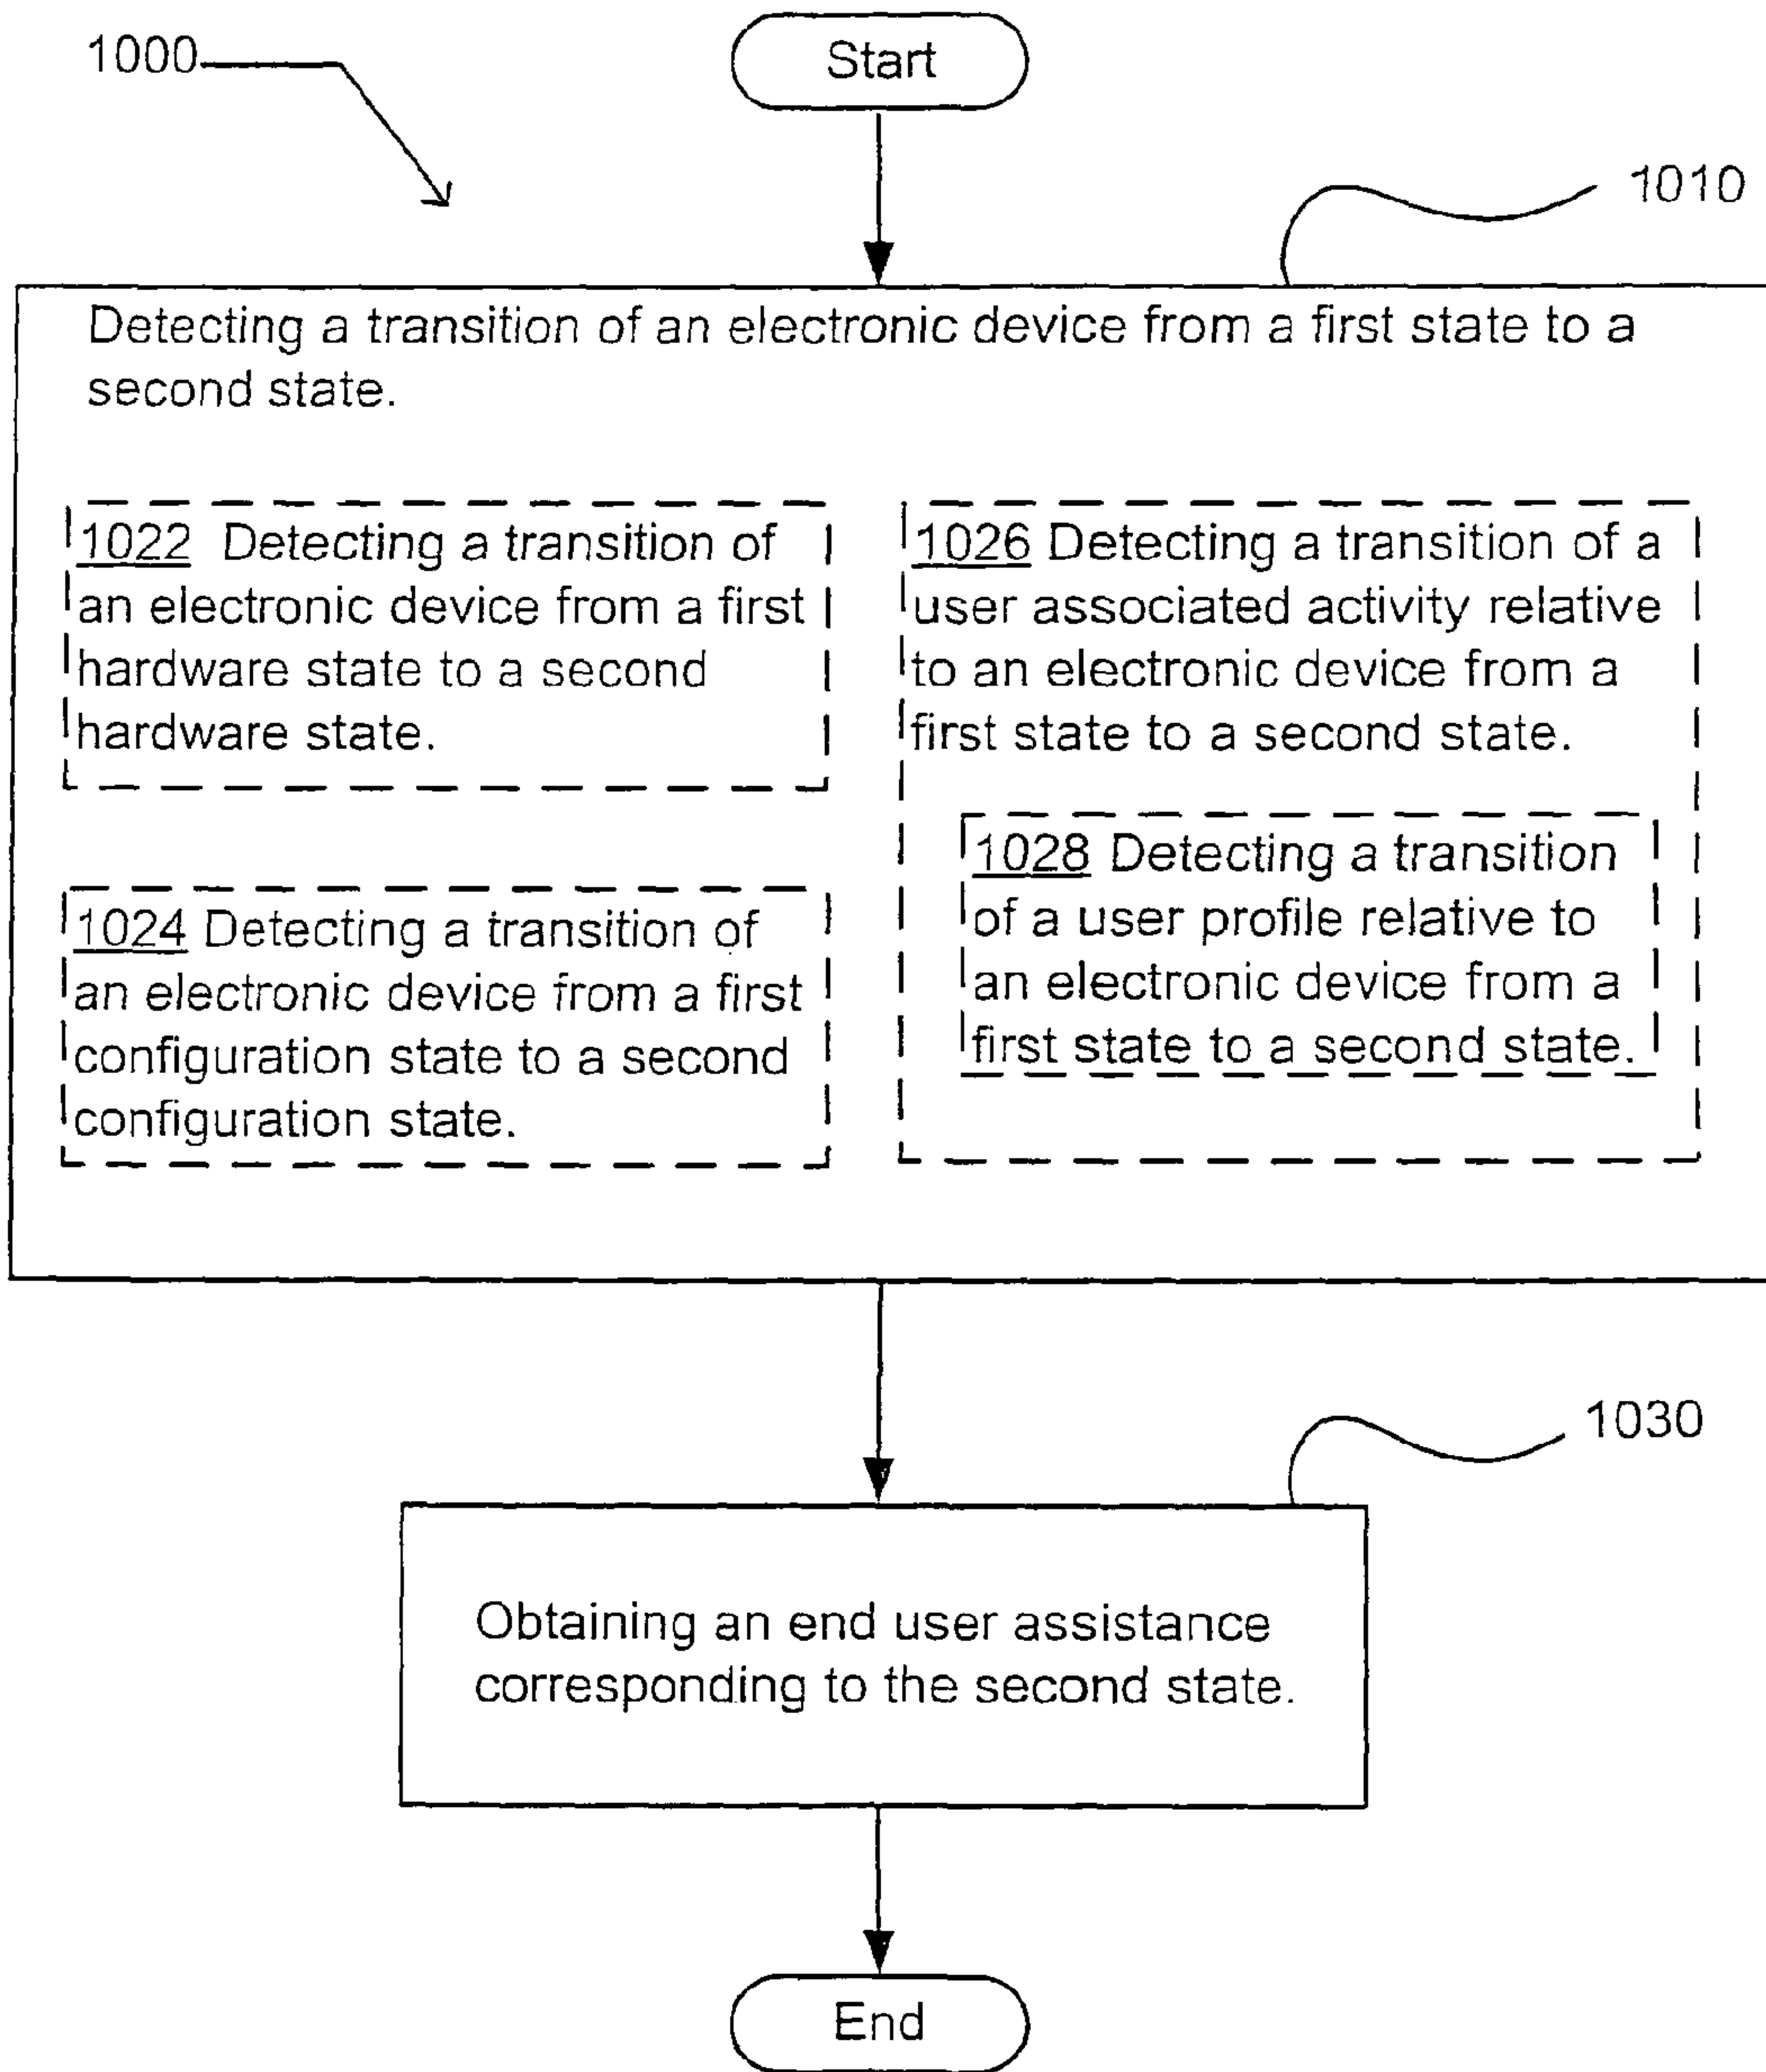 1000
Start
1010
Detecting a transition of an electronic device from a first state to a
second state.
1022 Detecting a transition of
an electronic device from a first
hardware state to a second
hardware state.
1024 Detecting a transition of
an electronic device from a first
configuration state to a second
configuration state.
1026 Detecting a transition of a
user associated activity relative
to an electronic device from a
first state to a second state.
1028 Detecting a transition
of a user profile relative to
an electronic device from a
first state to a second state.
1030
Obtaining an end user assistance
corresponding to the second state.
End